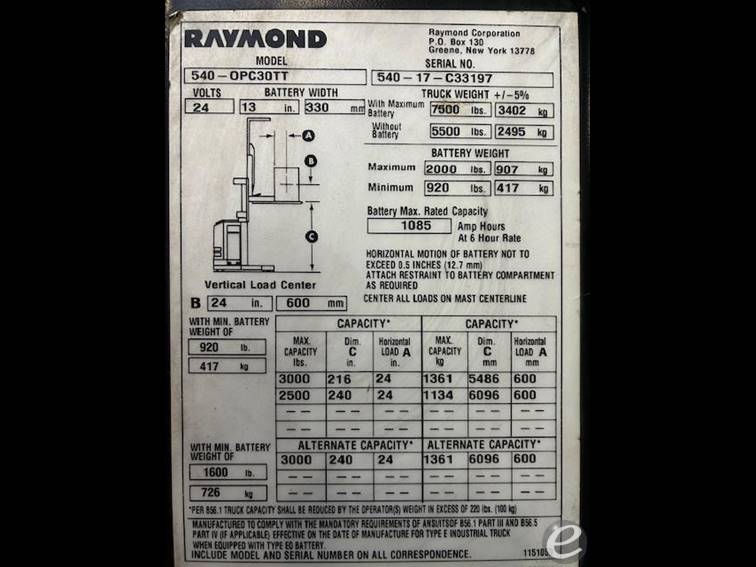 RAYMOND
Raymond Corporation
P.O. Box 130
Greene, New York 13778
MODEL
540-OPC30TT
SERIAL NO.
540-17-C33197
VOLTS
24
BATTERY WIDTH
13 in. 330 mm
TRUCK WEIGHT +/-5%
With Maximum Battery 7500 lbs. 3402 kg
Without Battery 5500 lbs. 2495 kg
BATTERY WEIGHT
Maximum 2000 lbs. 907 kg
Minimum 920 lbs. 417 kg
Battery Max. Rated Capacity
1085 Amp Hours
At 6 Hour Rate
A
B
C
HORIZONTAL MOTION OF BATTERY NOT TO
EXCEED 0.5 INCHES (12.7 mm)
ATTACH RESTRAINT TO BATTERY COMPARTMENT
AS REQUIRED
CENTER ALL LOADS ON MAST CENTERLINE
Vertical Load Center
B 24 in. 600 mm
WITH MIN. BATTERY
WEIGHT OF
920 lb.
417 kg
CAPACITY* CAPACITY*
MAX. CAPACITY lbs. Dim. C in. Horizontal LOAD A in. MAX. CAPACITY kg Dim. C mm Horizontal LOAD A mm
3000 216 24 1361 5486 600
2500 240 24 1134 6096 600
-- -- -- -- -- --
-- -- -- -- -- --
WITH MIN. BATTERY
WEIGHT OF
1600 lb.
726 kg
ALTERNATE CAPACITY* ALTERNATE CAPACITY*
3000 240 24 1361 6096 600
-- -- -- -- -- --
-- -- -- -- -- --
*PER B56.1 TRUCK CAPACITY SHALL BE REDUCED BY THE OPERATOR(S) WEIGHT IN EXCESS OF 220 lbs. (100 kg)
MANUFACTURED TO COMPLY WITH THE MANDATORY REQUIREMENTS OF ANSI/ITSDF B56.1 PART III AND B56.5
PART IV (IF APPLICABLE) EFFECTIVE ON THE DATE OF MANUFACTURE FOR TYPE E INDUSTRIAL TRUCK
WHEN EQUIPPED WITH TYPE EO BATTERY.
INCLUDE MODEL AND SERIAL NUMBER ON ALL CORRESPONDENCE.
e